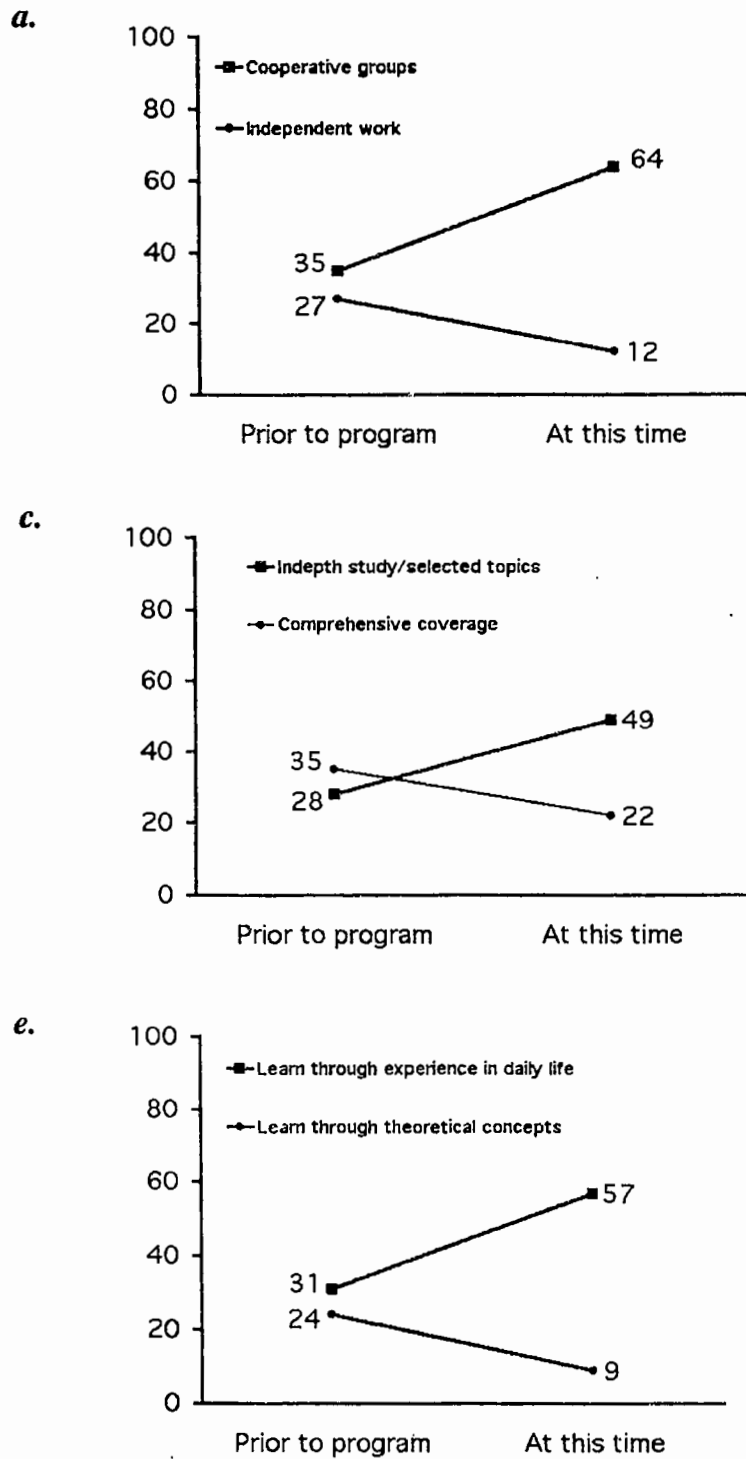 a.
100
Cooperative groups
80
Independent work
60
64
40
35
27
20
12
0
Prior to program At this time
c.
100
Indepth study/selected topics
80
Comprehensive coverage
60
49
40
35
28
20
22
0
Prior to program At this time
e.
100
Learn through experience in daily life
80
Learn through theoretical concepts
60
57
40
31
24
20
9
0
Prior to program At this time